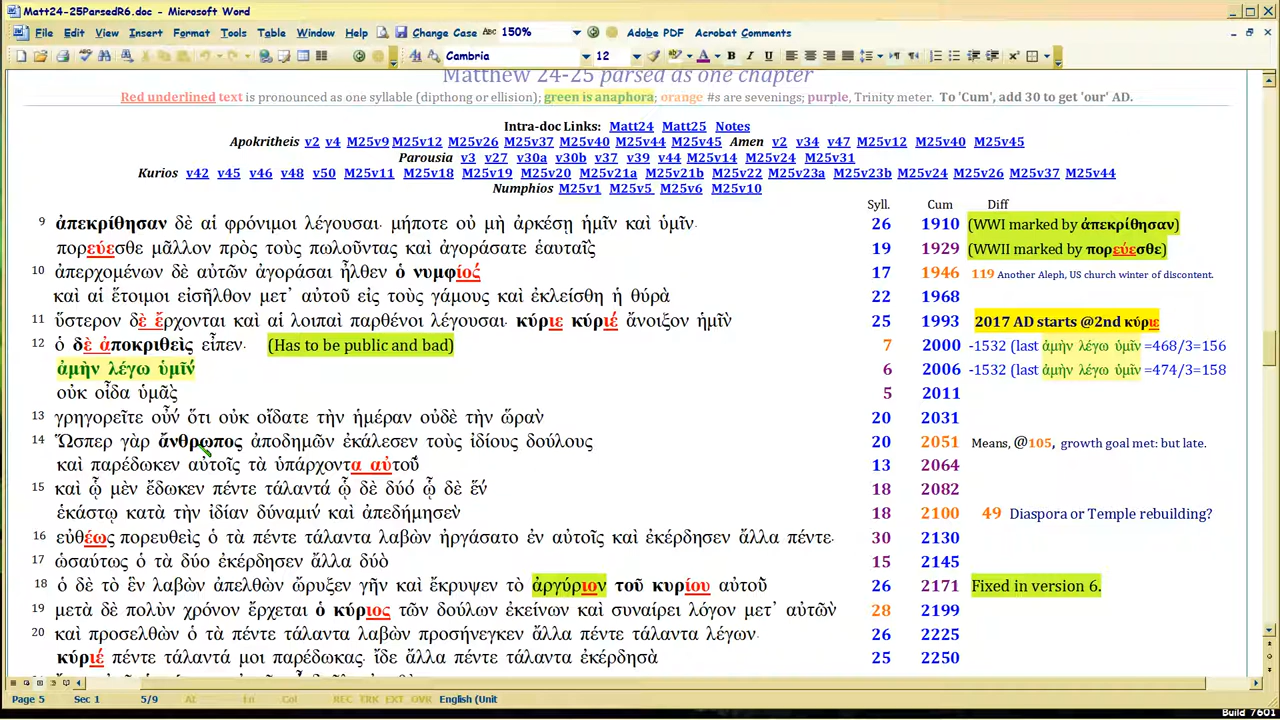 Matt24-25ParsedR6.doc - Microsoft Word
File Edit View Insert Format Tools Table Window Help Change Case 150% Adobe PDF Acrobat Comments
Cambria 12
Matthew 24-25 parsed as one chapter
Red underlined text is pronounced as one syllable (dipthong or ellision); green is anaphora; orange #s are sevenings; purple, Trinity meter. To 'Cum', add 30 to get 'our' AD.
Intra-doc Links: Matt24 Matt25 Notes
Apokritheis v2 v4 M25v9 M25v12 M25v26 M25v37 M25v40 M25v44 M25v45 Amen v2 v34 v47 M25v12 M25v40 M25v45
Parousia v3 v27 v30a v30b v37 v39 v44 M25v14 M25v24 M25v31
Kurios v42 v45 v46 v48 v50 M25v11 M25v18 M25v19 M25v20 M25v21a M25v21b M25v22 M25v23a M25v23b M25v24 M25v26 M25v37 M25v44
Numphios M25v1 M25v5 M25v6 M25v10
Syll. Cum Diff
9 ἀπεκρίθησαν δὲ αἱ φρόνιμοι λέγουσαι· μήποτε οὐ μὴ ἀρκέσῃ ἡμῖν καὶ ὑμῖν· 26 1910 (WWI marked by ἀπεκρίθησαν)
πορεύεσθε μᾶλλον πρὸς τοὺς πωλοῦντας καὶ ἀγοράσατε ἑαυταῖς 19 1929 (WWII marked by πορεύεσθε)
10 ἀπερχομένων δὲ αὐτῶν ἀγοράσαι ἦλθεν ὁ νυμφίος 17 1946 119 Another Aleph, US church winter of discontent.
καὶ αἱ ἕτοιμοι εἰσῆλθον μετ᾽ αὐτοῦ εἰς τοὺς γάμους καὶ ἐκλείσθη ἡ θύρα 22 1968
11 ὕστερον δὲ ἔρχονται καὶ αἱ λοιπαὶ παρθένοι λέγουσαι· κύριε κύριέ ἄνοιξον ἡμῖν 25 1993 2017 AD starts @2nd κύριε
12 ὁ δὲ ἀποκριθεὶς εἶπεν· (Has to be public and bad) 7 2000 -1532 (last ἀμὴν λέγω ὑμῖν =468/3=156
ἀμὴν λέγω ὑμῖν 6 2006 -1532 (last ἀμὴν λέγω ὑμῖν =474/3=158
οὐκ οἶδα ὑμᾶς 5 2011
13 γρηγορεῖτε οὖν ὅτι οὐκ οἴδατε τὴν ἡμέραν οὐδὲ τὴν ὥραν 20 2031
14 Ὥσπερ γὰρ ἄνθρωπος ἀποδημῶν ἐκάλεσεν τοὺς ἰδίους δούλους 20 2051 Means, @105, growth goal met: but late.
καὶ παρέδωκεν αὐτοῖς τὰ ὑπάρχοντα αὐτοῦ 13 2064
15 καὶ ᾧ μὲν ἔδωκεν πέντε τάλαντά ᾧ δὲ δύό ᾧ δὲ ἕν 18 2082
ἑκάστῳ κατὰ τὴν ἰδίαν δύναμιν καὶ ἀπεδήμησεν 18 2100 49 Diaspora or Temple rebuilding?
16 εὐθέως πορευθεὶς ὁ τὰ πέντε τάλαντα λαβὼν ἠργάσατο ἐν αὐτοῖς καὶ ἐκέρδησεν ἄλλα πέντε· 30 2130
17 ὡσαύτως ὁ τὰ δύο ἐκέρδησεν ἄλλα δύὸ 15 2145
18 ὁ δὲ τὸ ἓν λαβὼν ἀπελθὼν ὤρυξεν γῆν καὶ ἔκρυψεν τὸ ἀργύριον τοῦ κυρίου αὐτοῦ 26 2171 Fixed in version 6.
19 μετὰ δὲ πολὺν χρόνον ἔρχεται ὁ κύριος τῶν δούλων ἐκείνων καὶ συναίρει λόγον μετ᾽ αὐτῶν 28 2199
20 καὶ προσελθὼν ὁ τὰ πέντε τάλαντα λαβὼν προσήνεγκεν ἄλλα πέντε τάλαντα λέγων· 26 2225
κύριέ πέντε τάλαντά μοι παρέδωκας· ἴδε ἄλλα πέντε τάλαντα ἐκέρδησὰ 25 2250
Page 5 Sec 1 5/9 At Ln Col REC TRK EXT OVR English (Unit
Build 7601